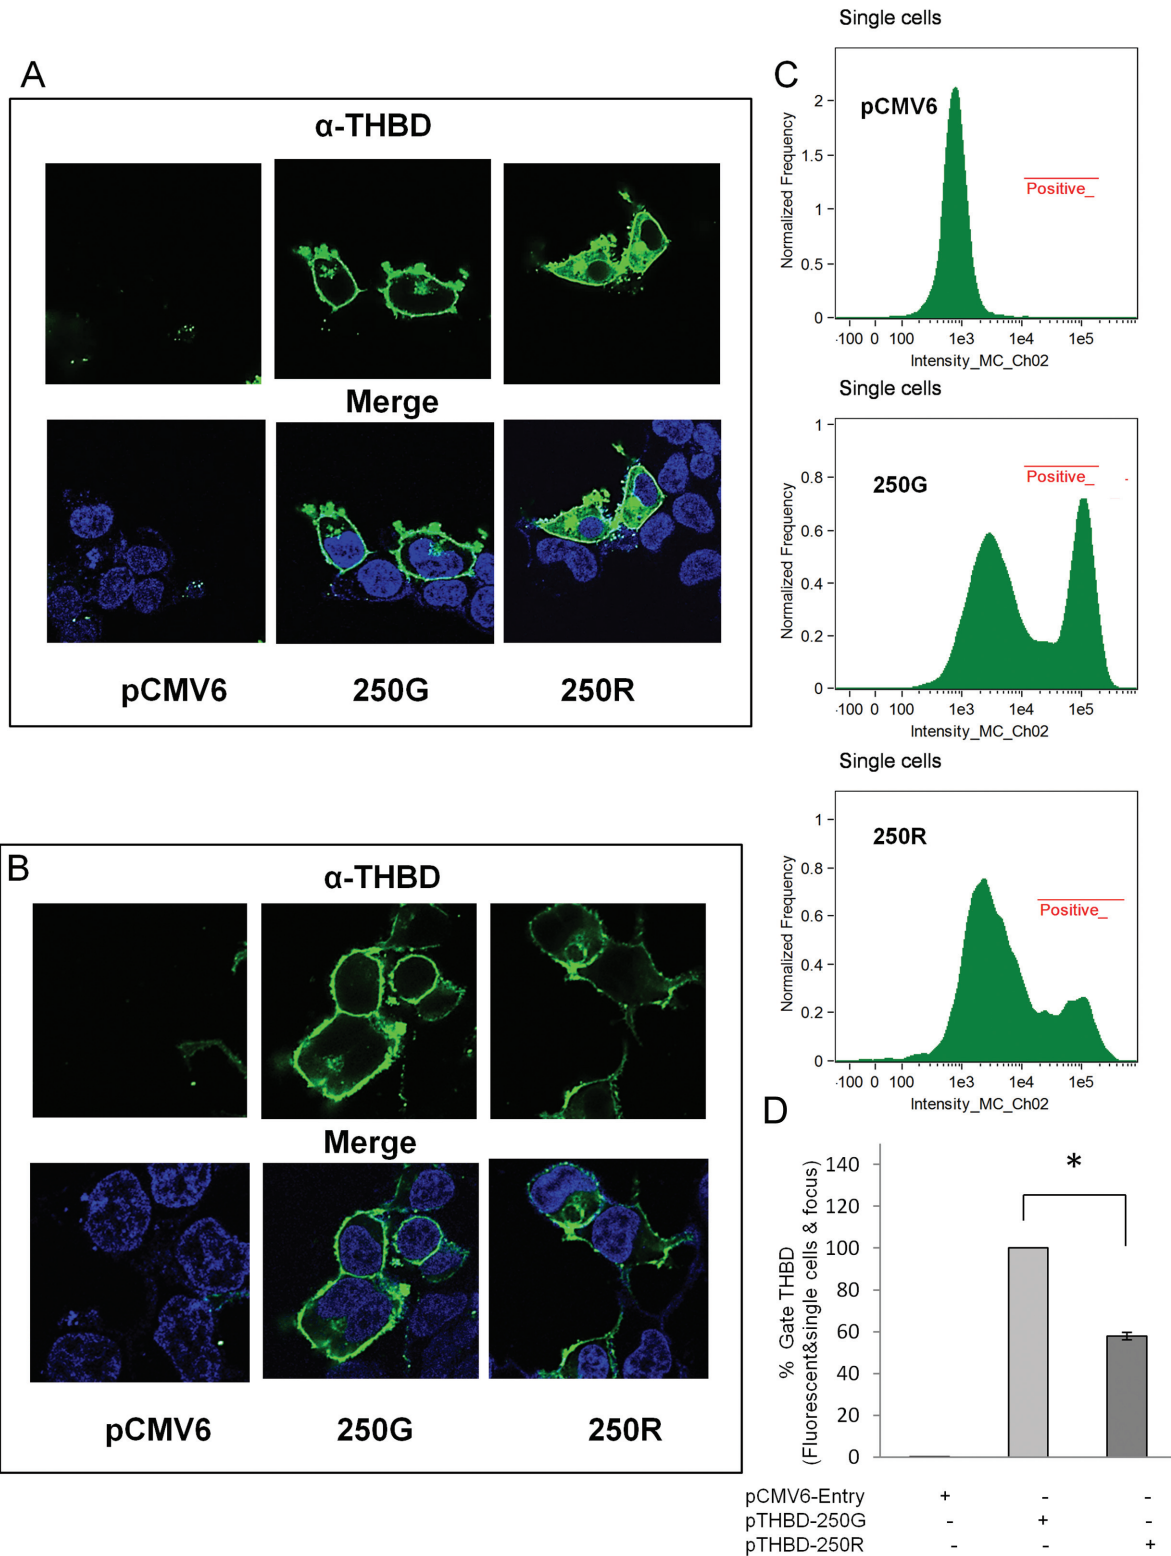 A
α-THBD
Merge
pCMV6 250G 250R
B
α-THBD
Merge
pCMV6 250G 250R
C
Single cells
pCMV6
Positive_
Normalized Frequency
2
1.5
1
0.5
0
-100 0 100 1e3 1e4 1e5
Intensity_MC_Ch02
Single cells
250G
Positive_
Normalized Frequency
1
0.8
0.6
0.4
0.2
0
-100 0 100 1e3 1e4 1e5
Intensity_MC_Ch02
Single cells
250R
Positive_
Normalized Frequency
1
0.8
0.6
0.4
0.2
0
-100 0 100 1e3 1e4 1e5
Intensity_MC_Ch02
D
% Gate THBD
(Fluorescent&single cells & focus)
140
120
100
80
60
40
20
0
*
pCMV6-Entry + - -
pTHBD-250G - + -
pTHBD-250R - - +